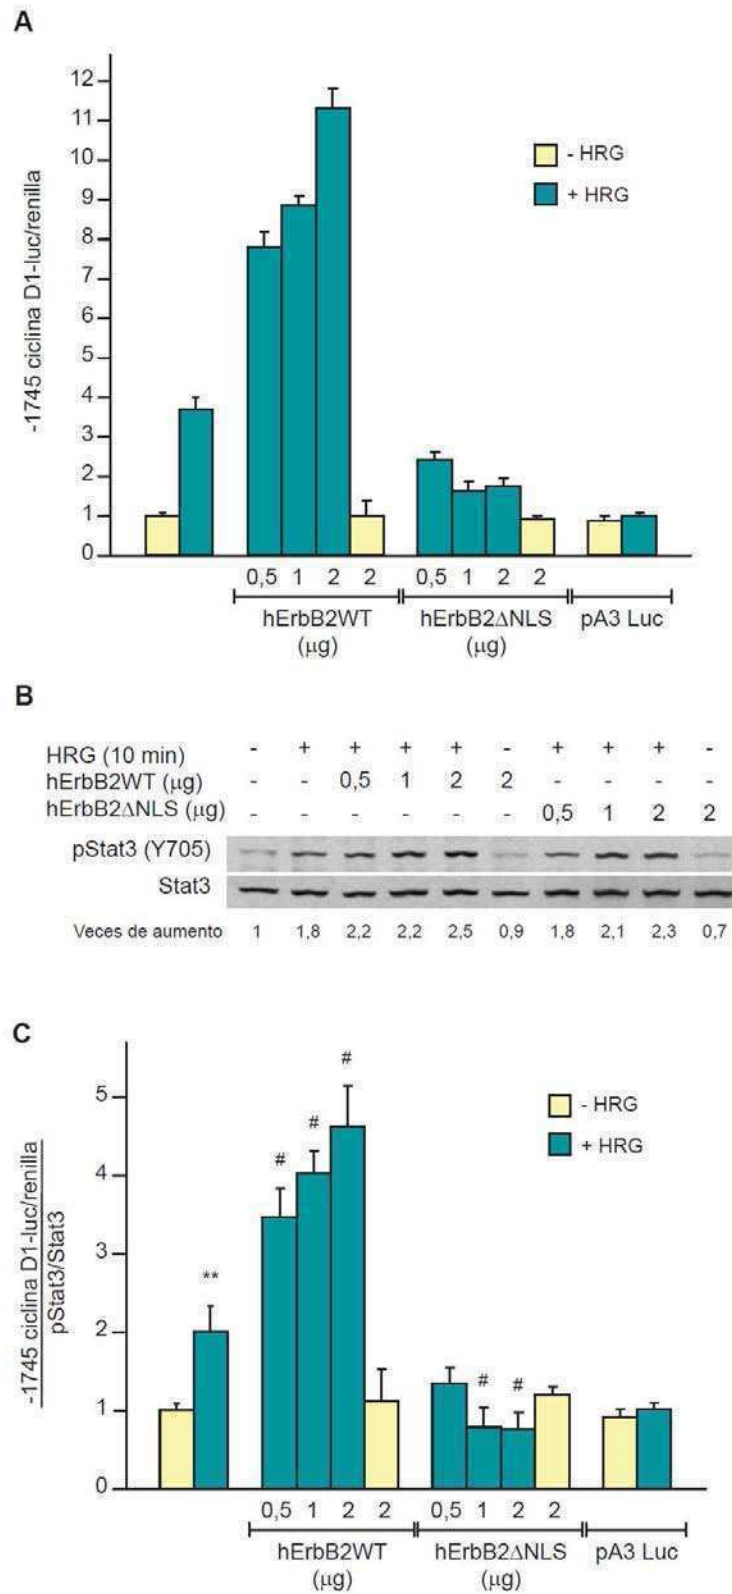 A
12
11
10
9
8
7
6
5
4
3
2
1
0
-1745 ciclina D1-luc/renilla
- HRG
+ HRG
0,5 1 2 2 0,5 1 2 2
hErbB2WT hErbB2ΔNLS pA3 Luc
(μg) (μg)
B
HRG (10 min) - + + + + - + + + -
hErbB2WT (μg) - - 0,5 1 2 2 - - - -
hErbB2ΔNLS (μg) - - - - - - 0,5 1 2 2
pStat3 (Y705)
Stat3
Veces de aumento 1 1,8 2,2 2,2 2,5 0,9 1,8 2,1 2,3 0,7
C
5
4
3
2
1
0
-1745 ciclina D1-luc/renilla
pStat3/Stat3
- HRG
+ HRG
** # # # # #
0,5 1 2 2 0,5 1 2 2
hErbB2WT hErbB2ΔNLS pA3 Luc
(μg) (μg)